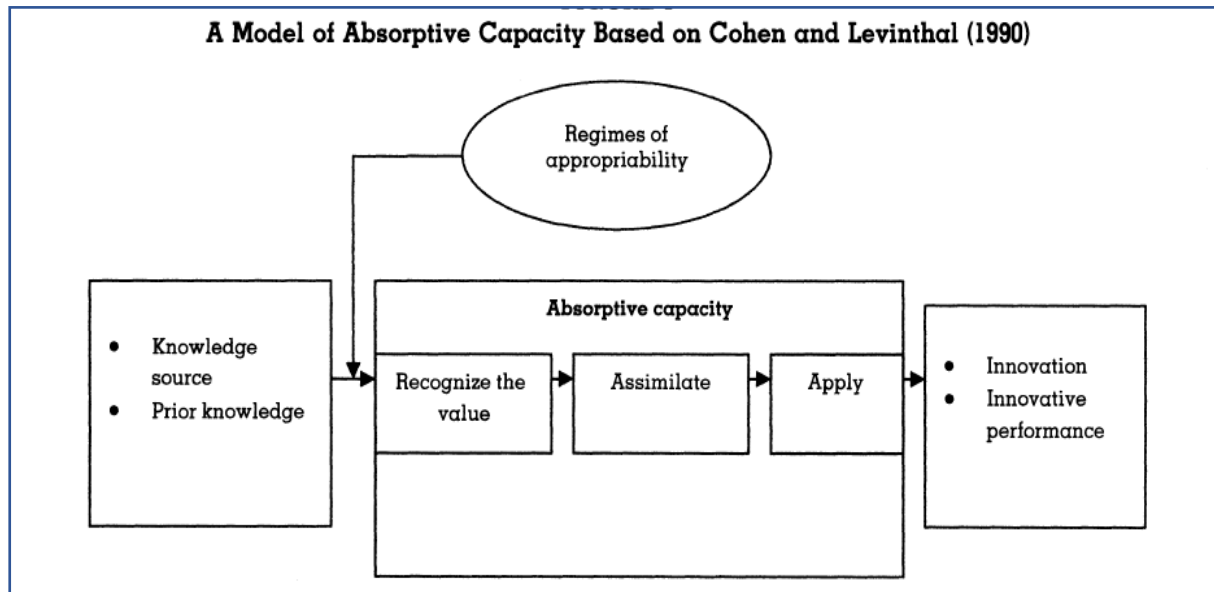 A Model of Absorptive Capacity Based on Cohen and Levinthal (1990)
Regimes of
appropriability
Absorptive capacity
• Knowledge
source
• Prior knowledge
Recognize the
value
Assimilate
Apply
• Innovation
• Innovative
performance